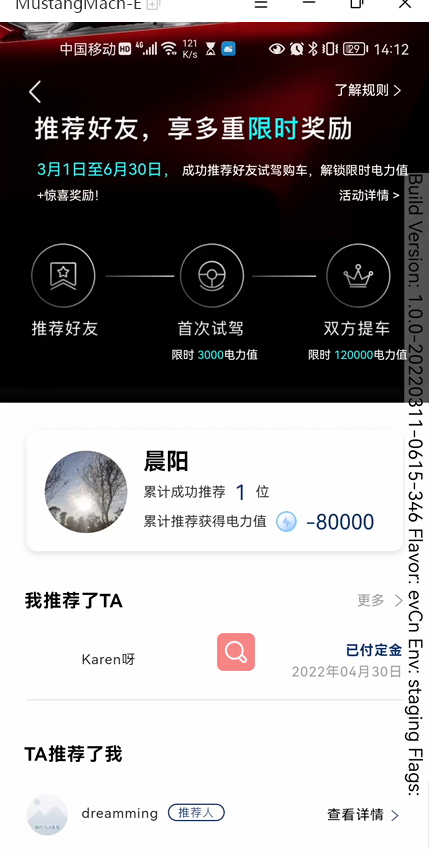 MustangMach-E
中国移动 HD 4G 121 K/s 29 14:12
了解规则 >
推荐好友，享多重限时奖励
3月1日至6月30日，成功推荐好友试驾购车，解锁限时电力值
+惊喜奖励！
活动详情 >
推荐好友
首次试驾
双方提车
限时 3000电力值
限时 120000电力值
晨阳
累计成功推荐 1 位
累计推荐获得电力值 -80000
我推荐了TA
更多 >
Karen呀
已付定金
2022年04月30日
TA推荐了我
dreamming
推荐人
查看详情 >
Build Version: 1.0.0-20220311-0615-346 Flavor: evCn Env: staging Flags: